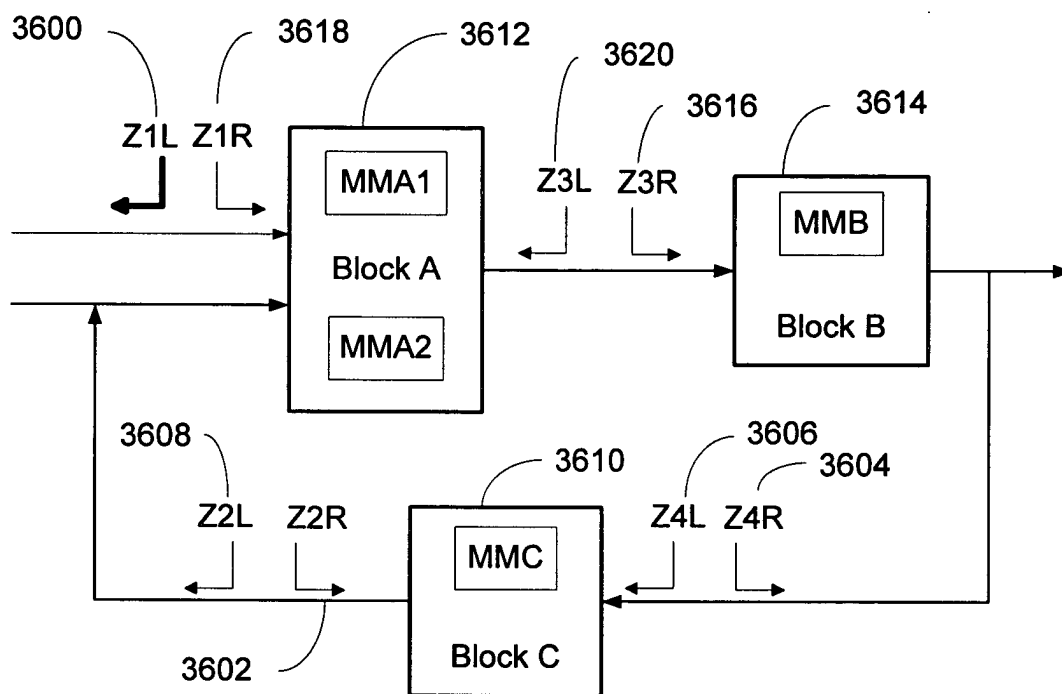 3600
3618
3612
3620
3616
3614
Z1L Z1R
MMA1
Block A
MMA2
Z3L Z3R
MMB
Block B
3608
3610
3606
3604
Z2L Z2R
MMC
Block C
Z4L Z4R
3602